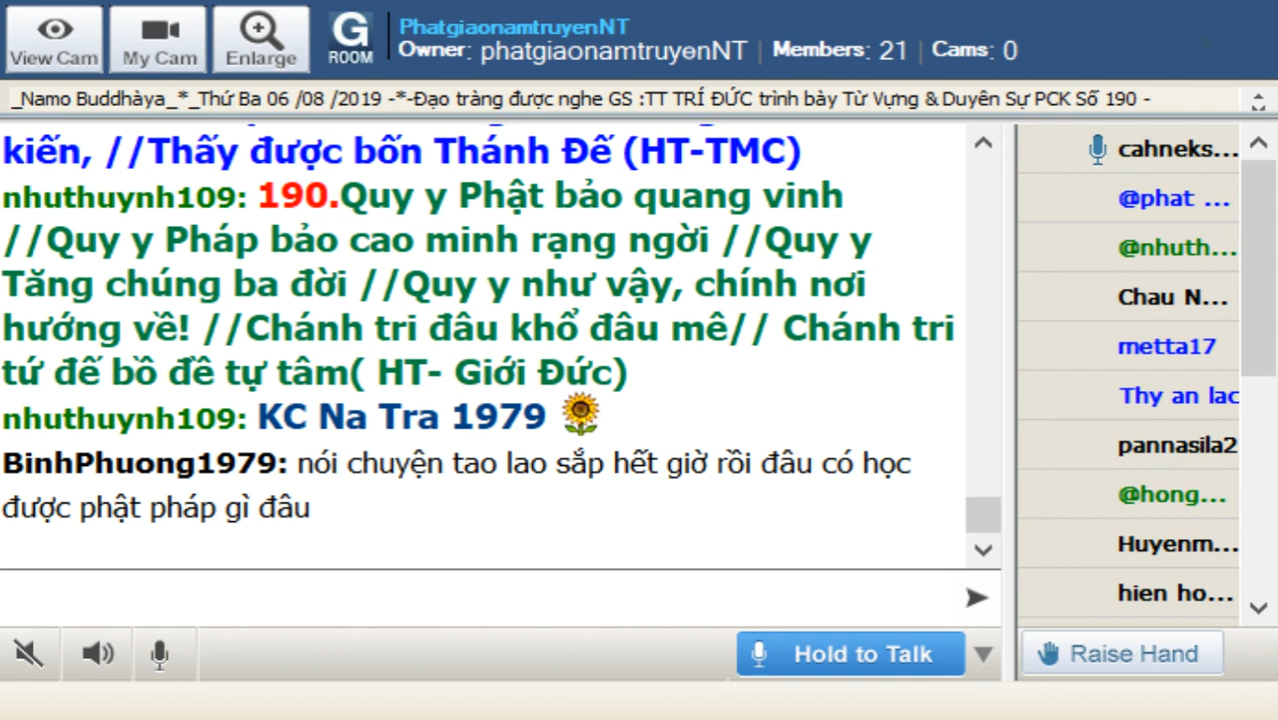 View Cam
My Cam
Enlarge
G
ROOM
PhatgiaonamtruyenNT
Owner: phatgiaonamtruyenNT | Members: 21 | Cams: 0
_Namo Buddhàya_*_Thứ Ba 06 /08 /2019 -*-Đạo tràng được nghe GS :TT TRÍ ĐỨC trình bày Từ Vựng & Duyên Sự PCK Số 190 -
kiến, //Thấy được bốn Thánh Đế (HT-TMC)
nhuthuynh109: 190.Quy y Phật bảo quang vinh
//Quy y Pháp bảo cao minh rạng ngời //Quy y
Tăng chúng ba đời //Quy y như vậy, chính nơi
hướng về! //Chánh tri đâu khổ đâu mê// Chánh tri
tứ đế bồ đề tự tâm( HT- Giới Đức)
nhuthuynh109: KC Na Tra 1979
BinhPhuong1979: nói chuyện tao lao sắp hết giờ rồi đâu có học
được phật pháp gì đâu
cahneks...
@phat ...
@nhuth...
Chau N...
metta17
Thy an lac
pannasila2
@hong...
Huyenm...
hien ho...
Hold to Talk
Raise Hand